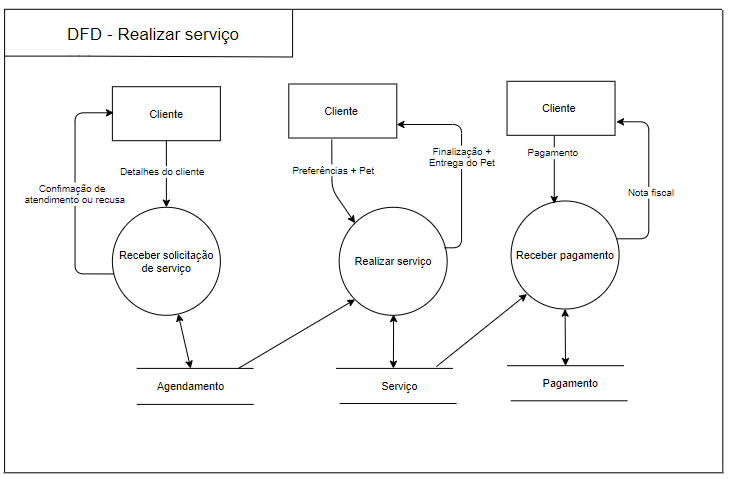 DFD - Realizar serviço
Cliente
Detalhes do cliente
Confimação de
atendimento ou recusa
Receber solicitação
de serviço
Agendamento
Cliente
Preferências + Pet
Finalização +
Entrega do Pet
Realizar serviço
Serviço
Cliente
Pagamento
Nota fiscal
Receber pagamento
Pagamento